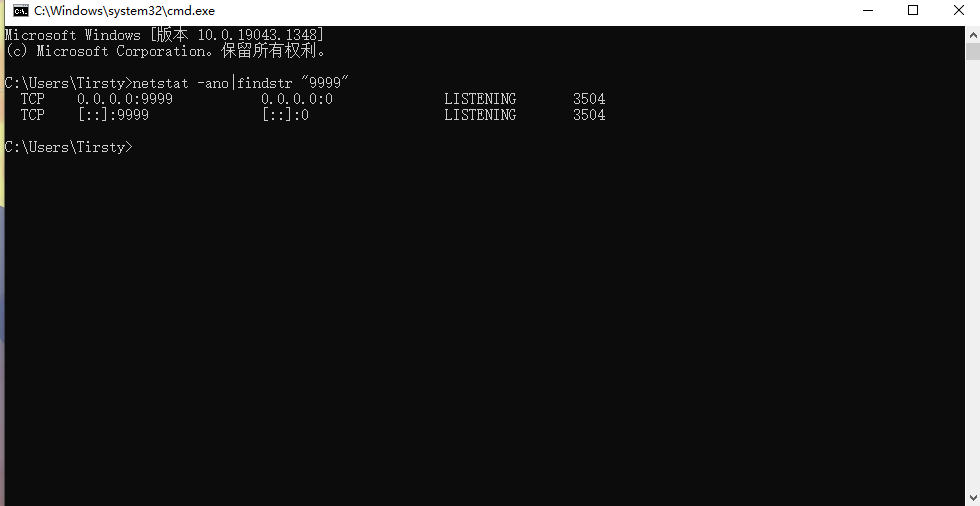 C:\Windows\system32\cmd.exe
Microsoft Windows [版本 10.0.19043.1348]
(c) Microsoft Corporation。保留所有权利。
C:\Users\Tirsty>netstat -ano|findstr "9999"
TCP    0.0.0.0:9999           0.0.0.0:0              LISTENING       3504
TCP    [::]:9999              [::]:0                 LISTENING       3504
C:\Users\Tirsty>